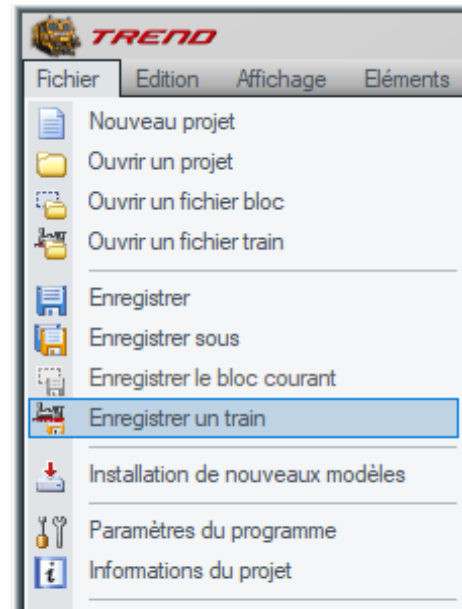 TREND
Fichier Edition Affichage Eléments
Nouveau projet
Ouvrir un projet
Ouvrir un fichier bloc
Ouvrir un fichier train
Enregistrer
Enregistrer sous
Enregistrer le bloc courant
Enregistrer un train
Installation de nouveaux modèles
Paramètres du programme
Informations du projet